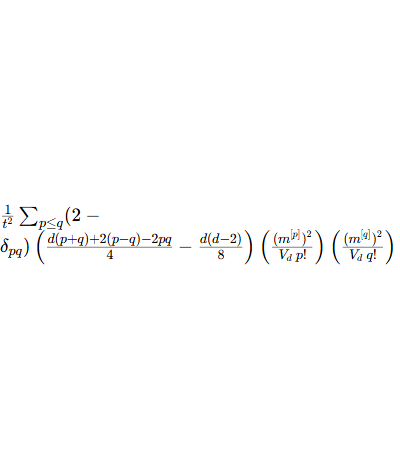 \frac{1}{t^2} \sum_{p \leq q} (2 -
\delta_{pq}) \left( \frac{d(p+q)+2(p-q)-2pq}{4} - \frac{d(d-2)}{8} \right) \left( \frac{(m^{[p]})^2}{V_d \, p!} \right) \left( \frac{(m^{[q]})^2}{V_d \, q!} \right)